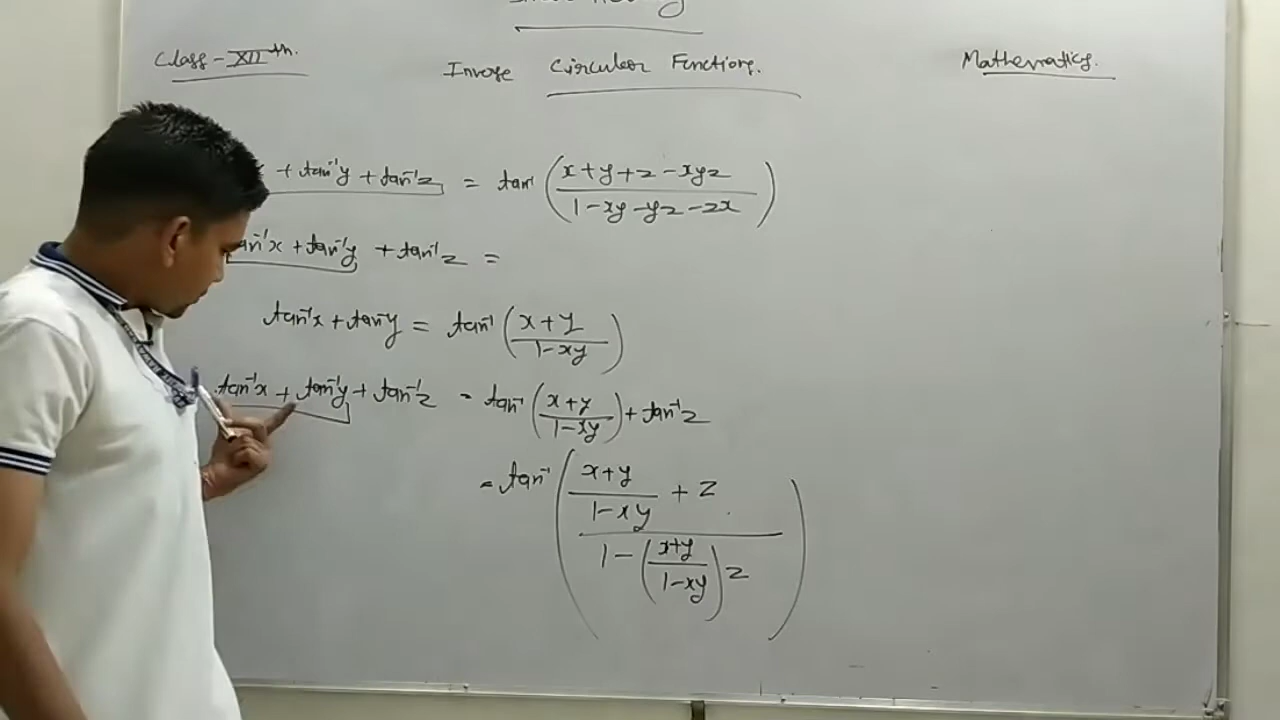 Class - XIIth.
Inverse Circular Functions.
Mathematics.
+ tan⁻¹y + tan⁻¹z = tan⁻¹((x+y+z-xyz)/(1-xy-yz-zx))
tan⁻¹x + tan⁻¹y + tan⁻¹z =
tan⁻¹x + tan⁻¹y = tan⁻¹((x+y)/(1-xy))
tan⁻¹x + tan⁻¹y + tan⁻¹z = tan⁻¹((x+y)/(1-xy)) + tan⁻¹z
= tan⁻¹(((x+y)/(1-xy) + z)/(1-((x+y)/(1-xy))z))